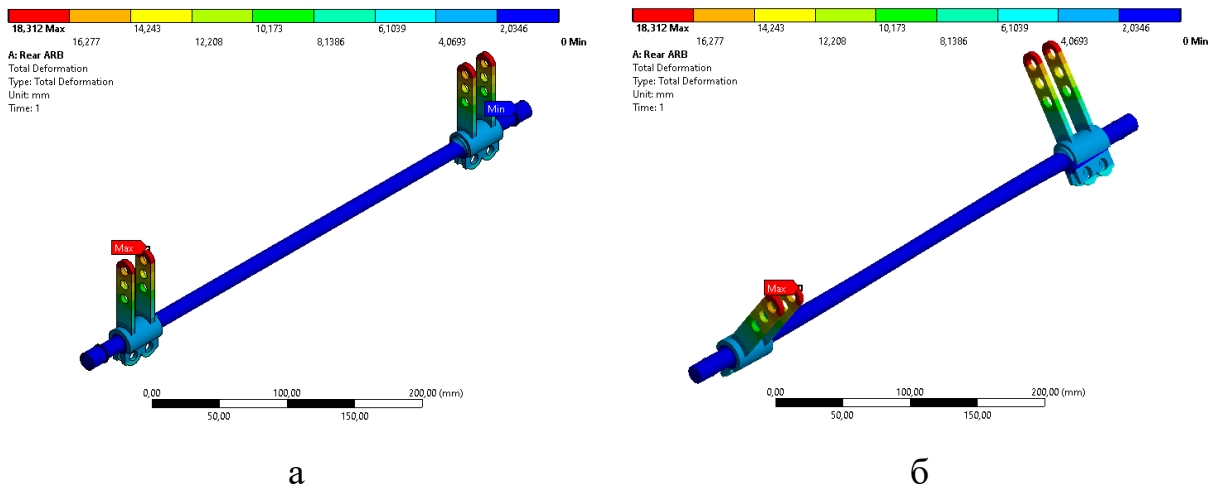 18,312 Max
14,243
10,173
6,1039
2,0346
16,277
12,208
8,1386
4,0693
0 Min
A: Rear ARB
Total Deformation
Type: Total Deformation
Unit: mm
Time: 1
Min
Max
0,00
100,00
200,00 (mm)
50,00
150,00
а
18,312 Max
14,243
10,173
6,1039
2,0346
16,277
12,208
8,1386
4,0693
0 Min
A: Rear ARB
Total Deformation
Type: Total Deformation
Unit: mm
Time: 1
Max
0,00
100,00
200,00 (mm)
50,00
150,00
б